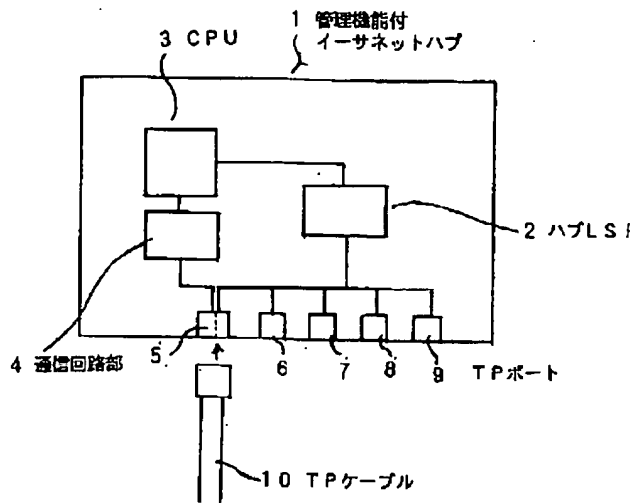 1 管理機能付
イーサネットハブ
3 CPU
2 ハブLSI
4 通信回路部
5
6
7
8
9
TPポート
10 TPケーブル